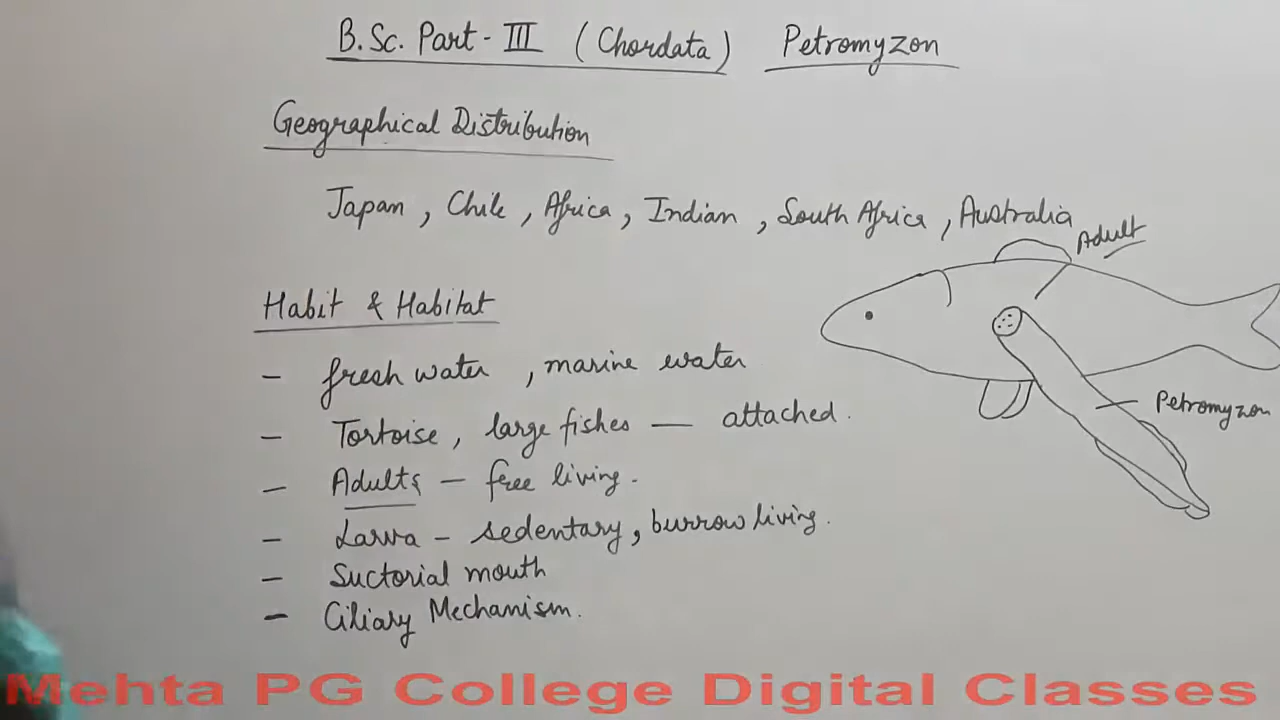 B.Sc. Part - III (Chordata) Petromyzon
Geographical Distribution
Japan, Chile, Africa, Indian, South Africa, Australia
Adult
Habit & Habitat
- fresh water, marine water
- Tortoise, large fishes — attached.
Petromyzon
- Adults - free living.
- Larva - sedentary, burrow living.
- Suctorial mouth
- Ciliary Mechanism.
Mehta PG College Digital Classes